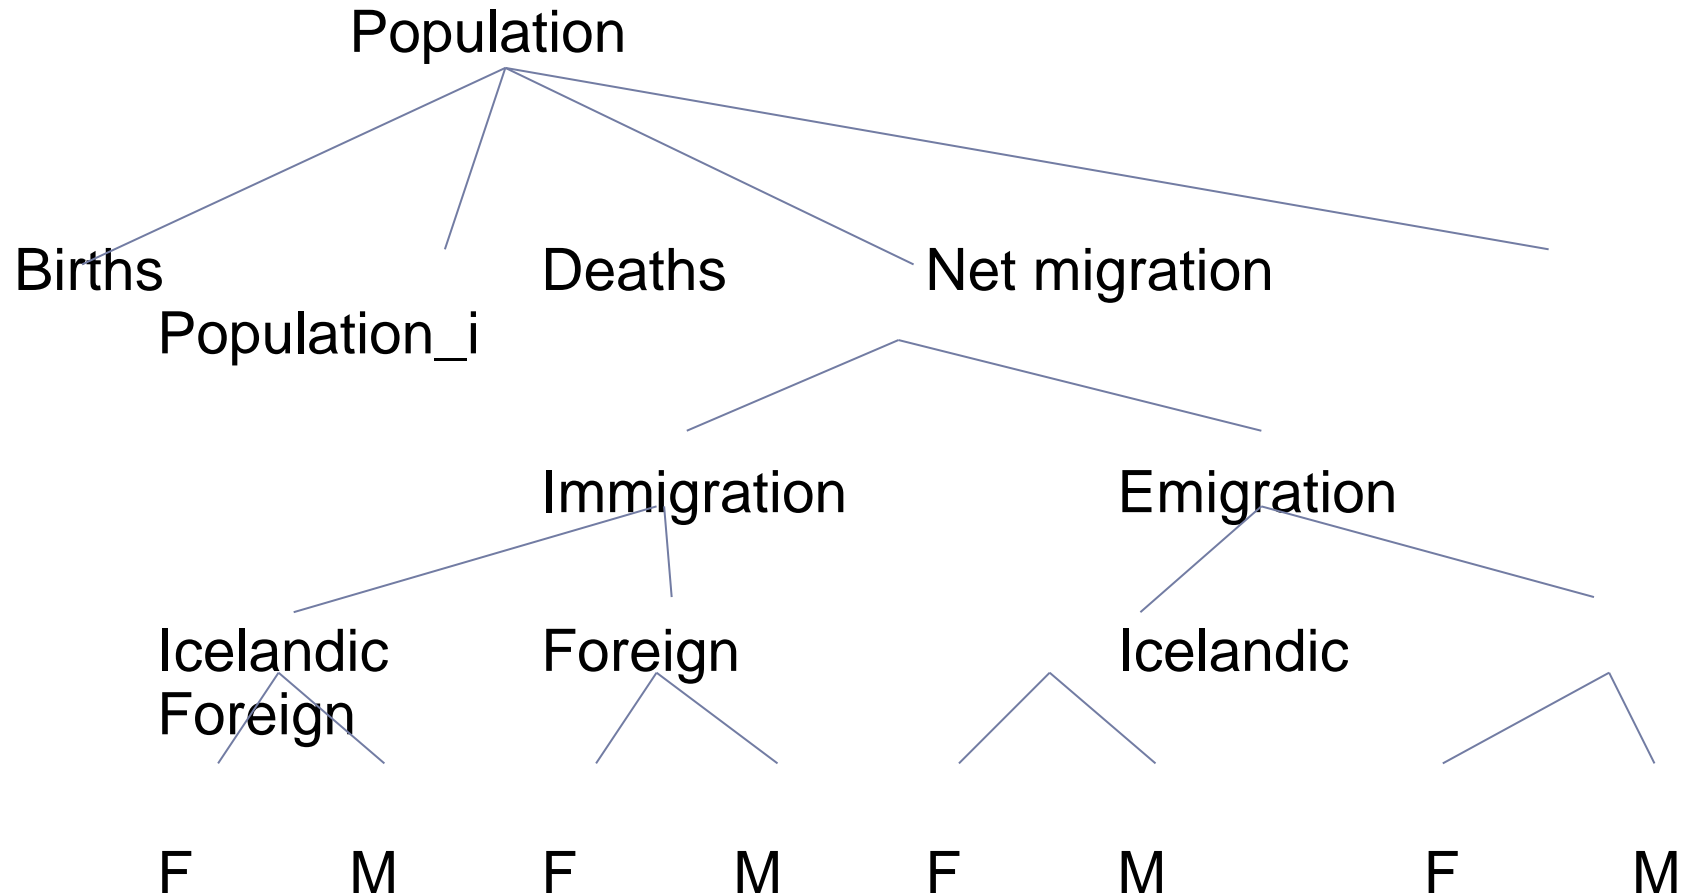 Population
Births Deaths Net migration
Population_i
Immigration Emigration
Icelandic Foreign Icelandic
Foreign
F M F M F M F M